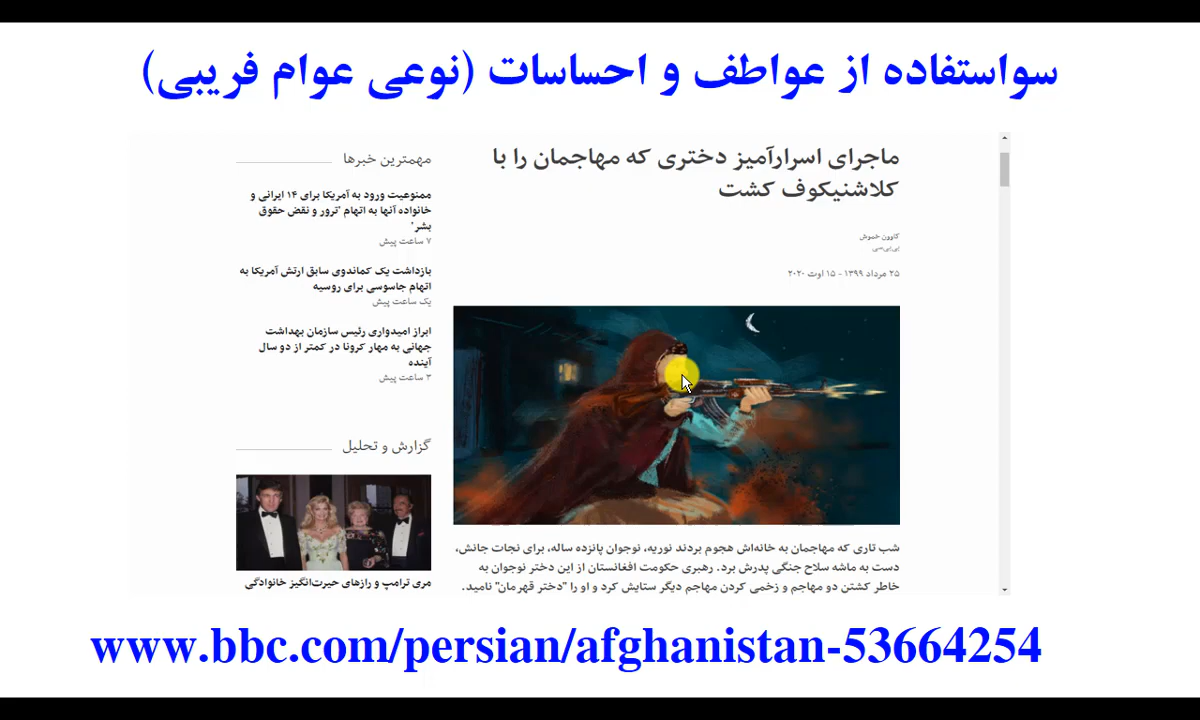 سواستفاده از عواطف و احساسات (نوعی عوام فریبی)
ماجرای اسرارآمیز دختری که مهاجمان را با
کلاشنیکوف کشت
کاوون خموش
بی‌بی‌سی
۲۵ مرداد ۱۳۹۹ - ۱۵ اوت ۲۰۲۰
شب تاری که مهاجمان به خانه‌اش هجوم بردند نوریه، نوجوان پانزده ساله، برای نجات جانش،
دست به ماشه سلاح جنگی پدرش برد. رهبری حکومت افغانستان از این دختر نوجوان به
خاطر کشتن دو مهاجم و زخمی کردن مهاجم دیگر ستایش کرد و او را "دختر قهرمان" نامید.
مهمترین خبرها
ممنوعیت ورود به آمریکا برای ۱۴ ایرانی و
خانواده آنها به اتهام "ترور و نقض حقوق
بشر"
۷ ساعت پیش
بازداشت یک کماندوی سابق ارتش آمریکا به
اتهام جاسوسی برای روسیه
یک ساعت پیش
ابراز امیدواری رئیس سازمان بهداشت
جهانی به مهار کرونا در کمتر از دو سال
آینده
۳ ساعت پیش
گزارش و تحلیل
مری ترامپ و رازهای حیرت‌انگیز خانوادگی
www.bbc.com/persian/afghanistan-53664254